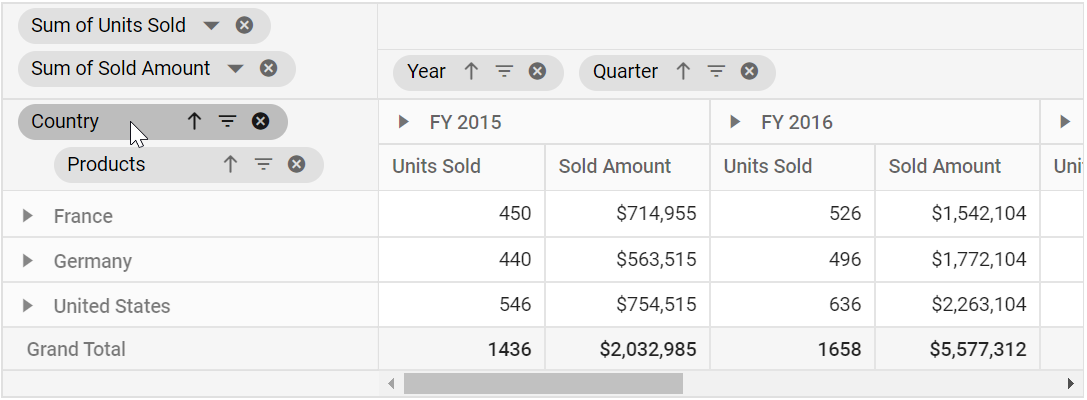 Sum of Units Sold
Sum of Sold Amount
Year Quarter
Country
Products
FY 2015 FY 2016
Units Sold Sold Amount Units Sold Sold Amount Uni
France 450 $714,955 526 $1,542,104
Germany 440 $563,515 496 $1,772,104
United States 546 $754,515 636 $2,263,104
Grand Total 1436 $2,032,985 1658 $5,577,312